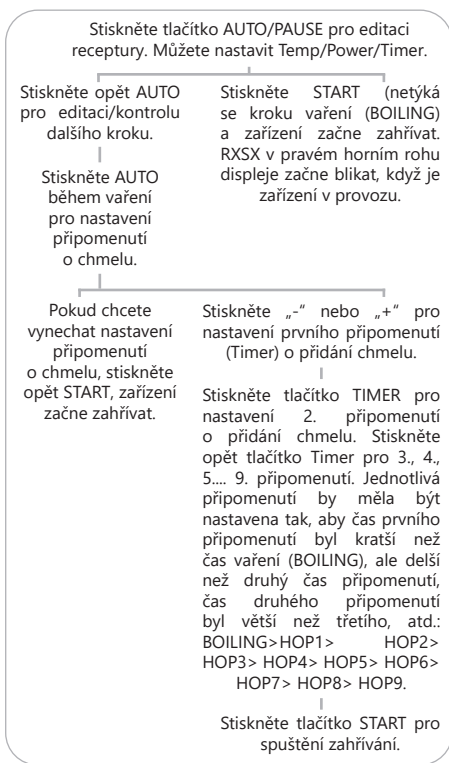 Stiskněte tlačítko AUTO/PAUSE pro editaci
receptury. Můžete nastavit Temp/Power/Timer.
Stiskněte opět AUTO
pro editaci/kontrolu
dalšího kroku.
Stiskněte AUTO
během vaření
pro nastavení
připomenutí
o chmelu.
Stiskněte START (netýká
se kroku vaření (BOILING)
a zařízení začne zahřívat.
RXSX v pravém horním rohu
displeje začne blikat, když je
zařízení v provozu.
Pokud chcete
vynechat nastavení
připomenutí
o chmelu, stiskněte
opět START, zařízení
začne zahřívat.
Stiskněte „-" nebo „+" pro
nastavení prvního připomenutí
(Timer) o přidání chmelu.
Stiskněte tlačítko TIMER pro
nastavení 2. připomenutí
o přidání chmelu. Stiskněte
opět tlačítko Timer pro 3., 4.,
5.... 9. připomenutí. Jednotlivá
připomenutí by měla být
nastavena tak, aby čas prvního
připomenutí byl kratší než
čas vaření (BOILING), ale delší
než druhý čas připomenutí,
čas druhého připomenutí
byl větší než třetího, atd.:
BOILING>HOP1> HOP2>
HOP3> HOP4> HOP5> HOP6>
HOP7> HOP8> HOP9.
Stiskněte tlačítko START pro
spuštění zahřívání.